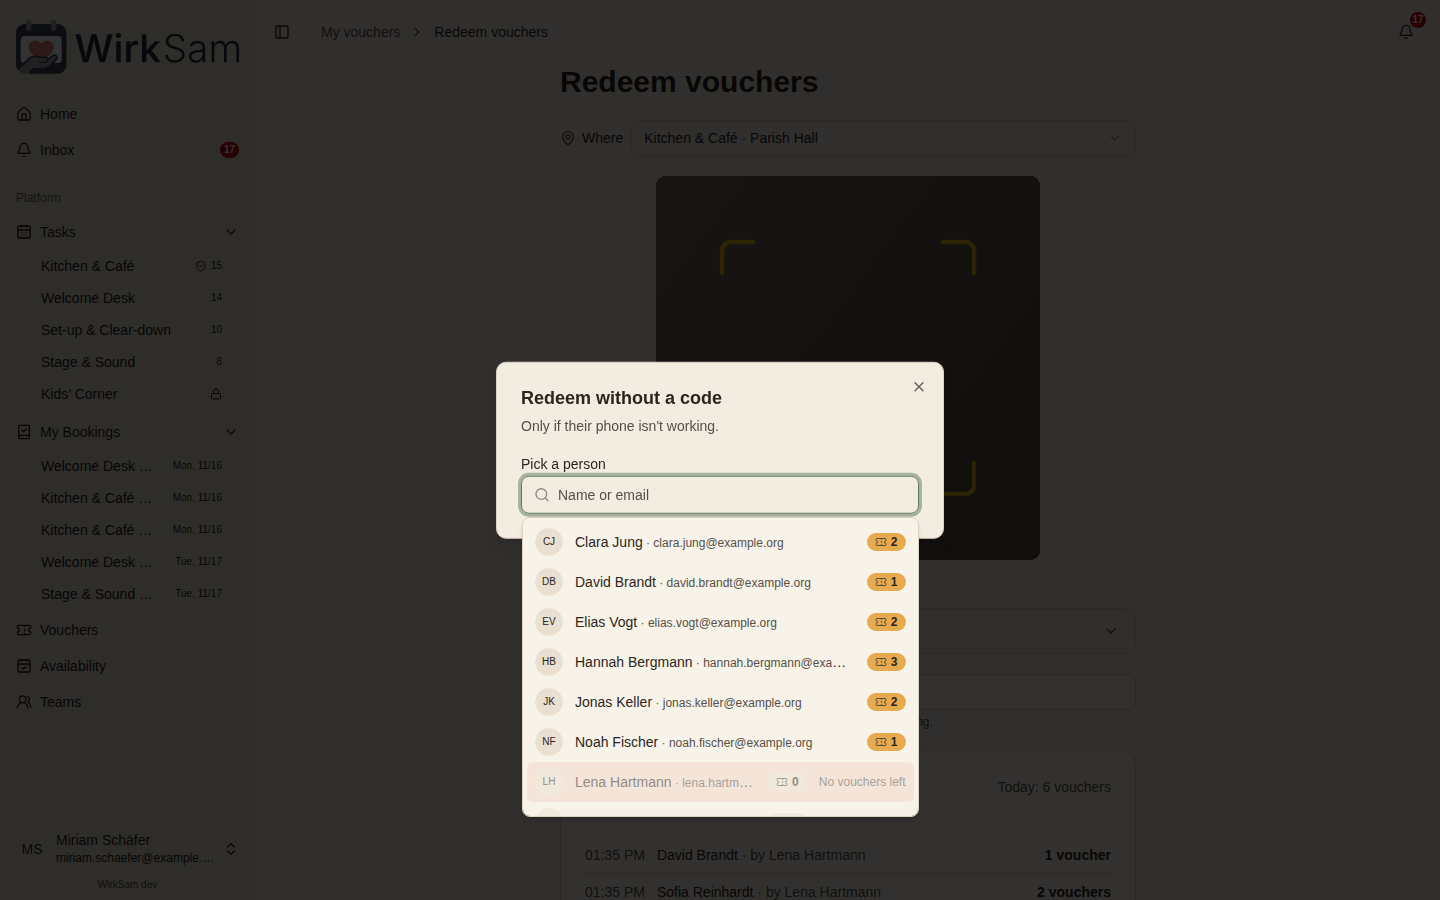 WirkSam
Home
Inbox 17
Platform
Tasks
Kitchen & Café 15
Welcome Desk 14
Set-up & Clear-down 10
Stage & Sound 8
Kids' Corner
My Bookings
Welcome Desk … Mon, 11/16
Kitchen & Café … Mon, 11/16
Kitchen & Café … Mon, 11/16
Welcome Desk … Tue, 11/17
Stage & Sound … Tue, 11/17
Vouchers
Availability
Teams
MS Miriam Schäfer
miriam.schaefer@example.…
WirkSam dev
My vouchers > Redeem vouchers
17
Redeem vouchers
Where Kitchen & Café · Parish Hall
Redeem without a code
Only if their phone isn't working.
Pick a person
Name or email
CJ Clara Jung · clara.jung@example.org 2
DB David Brandt · david.brandt@example.org 1
EV Elias Vogt · elias.vogt@example.org 2
HB Hannah Bergmann · hannah.bergmann@exa… 3
JK Jonas Keller · jonas.keller@example.org 2
NF Noah Fischer · noah.fischer@example.org 1
LH Lena Hartmann · lena.hartm… 0 No vouchers left
Today: 6 vouchers
01:35 PM David Brandt · by Lena Hartmann 1 voucher
01:35 PM Sofia Reinhardt · by Lena Hartmann 2 vouchers